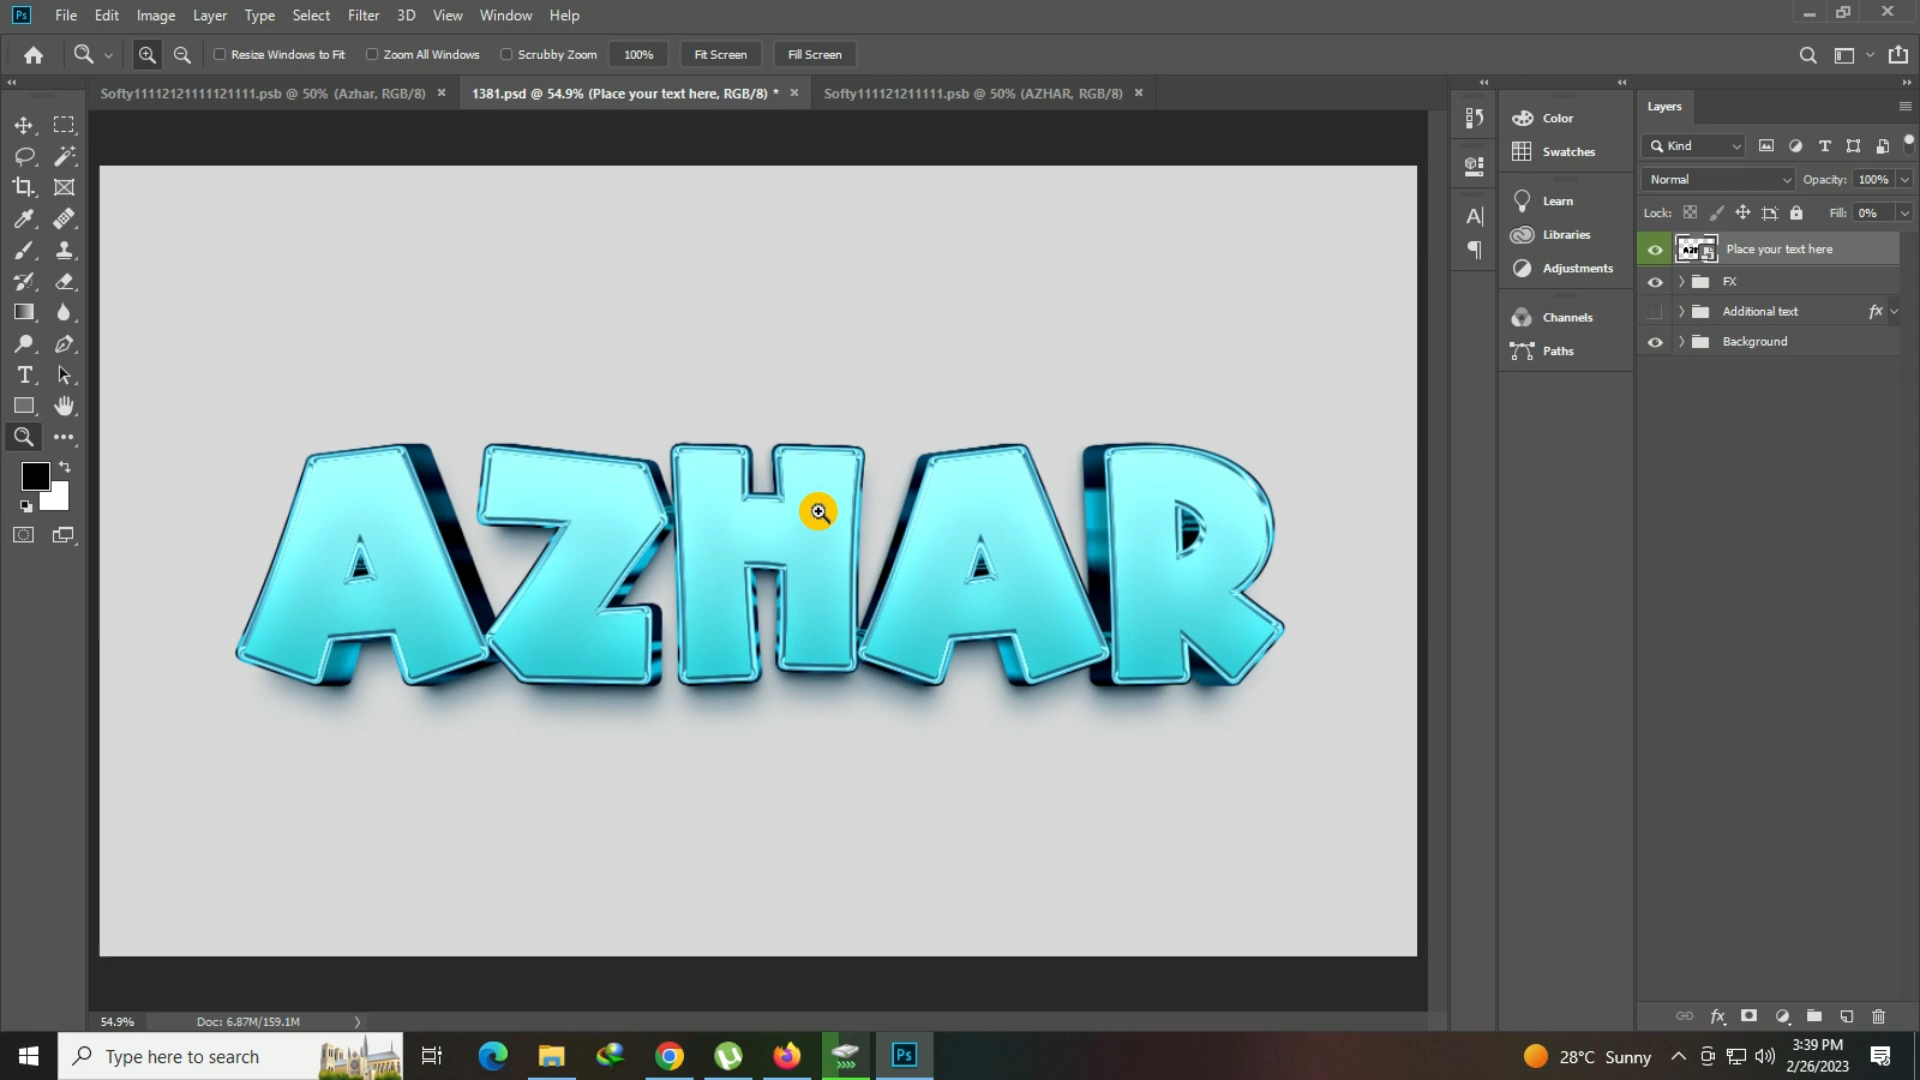 Ps File Edit Image Layer Type Select Filter 3D View Window Help
Resize Windows to Fit Zoom All Windows Scrubby Zoom 100% Fit Screen Fill Screen
Softy11112121111121111.psb @ 50% (Azhar, RGB/8) × 1381.psd @ 54.9% (Place your text here, RGB/8) * × Softy111121211111.psb @ 50% (AZHAR, RGB/8) ×
Color
Swatches
Learn
Libraries
Adjustments
Channels
Paths
Layers
Kind
Normal Opacity: 100%
Lock: Fill: 0%
Place your text here
FX
Additional text fx
Background
AZHAR
54.9% Doc: 6.87M/159.1M
Type here to search
Ps
28°C Sunny
3:39 PM
2/26/2023